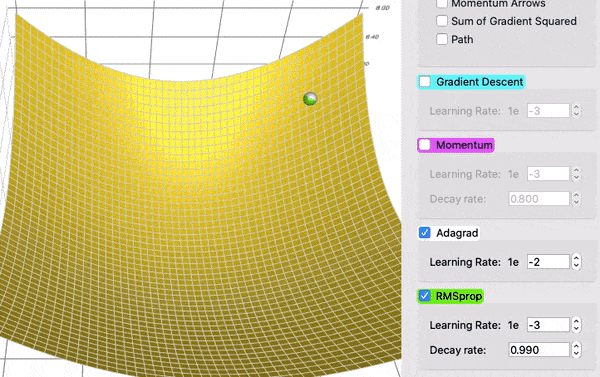 Momentum Arrows
8.00
Sum of Gradient Squared
6.40
Path
Gradient Descent
Learning Rate: 1e -3
Momentum
Learning Rate: 1e -3
Decay rate: 0.800
Adagrad
Learning Rate: 1e -2
RMSprop
Learning Rate: 1e -3
Decay rate: 0.990